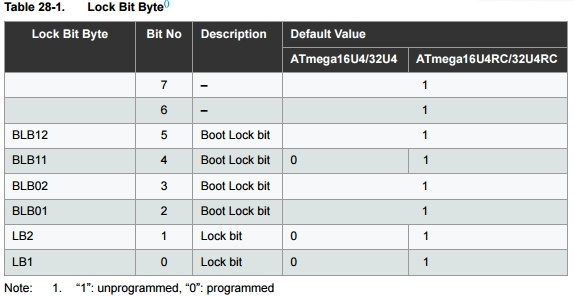 Table 28-1. Lock Bit Byte()
Lock Bit Byte Bit No Description Default Value
ATmega16U4/32U4 ATmega16U4RC/32U4RC
7 – 1
6 – 1
BLB12 5 Boot Lock bit 1
BLB11 4 Boot Lock bit 0 1
BLB02 3 Boot Lock bit 1
BLB01 2 Boot Lock bit 1
LB2 1 Lock bit 0 1
LB1 0 Lock bit 0 1
Note: 1. “1”: unprogrammed, “0”: programmed